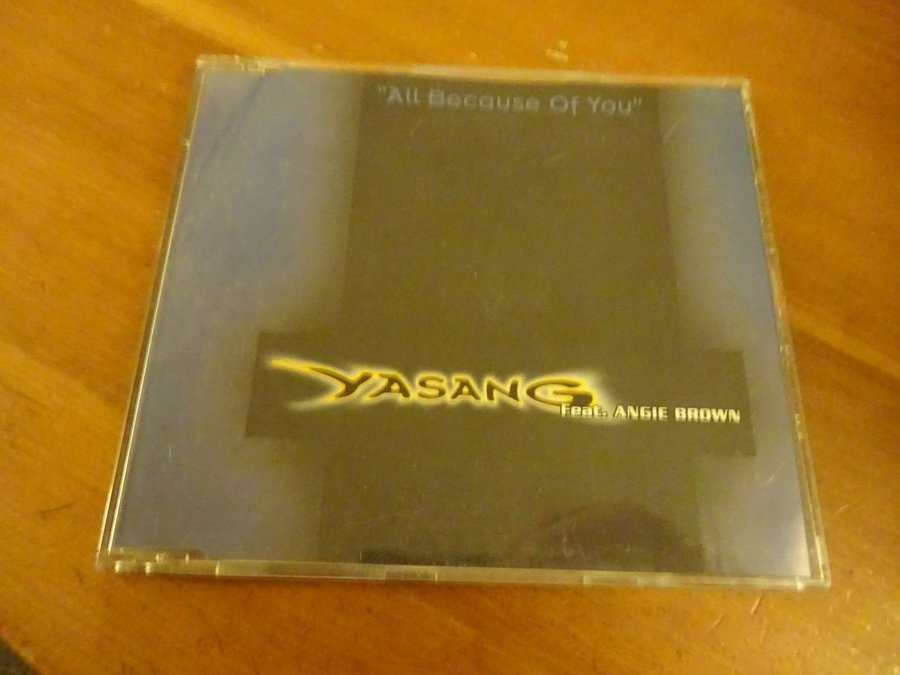 "All Because Of You"
YASANG
Feat. ANGIE BROWN